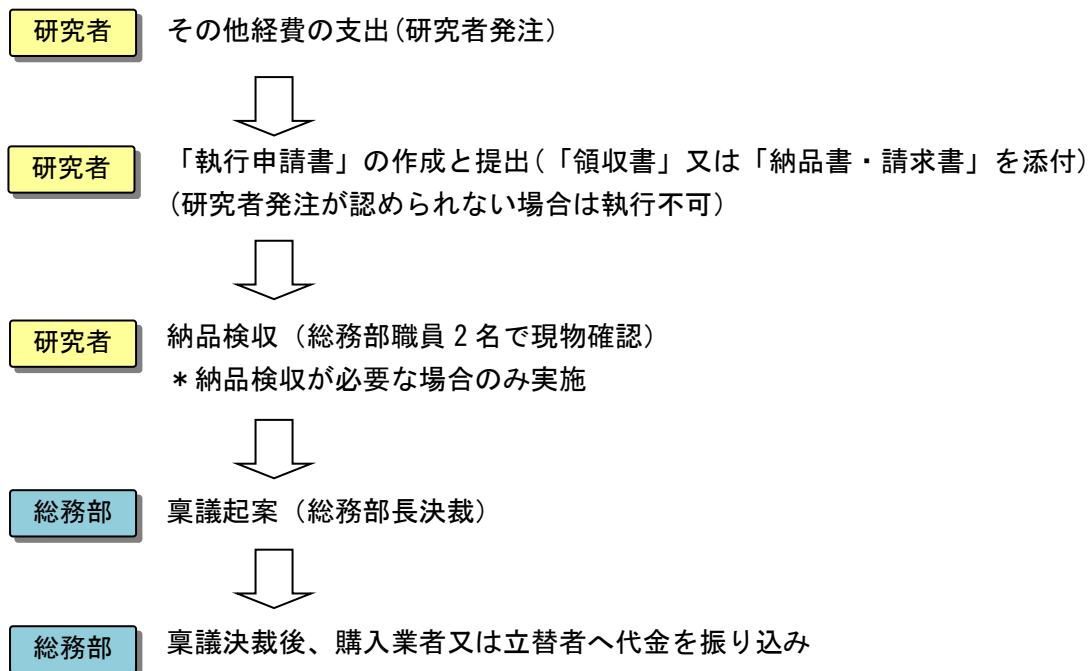 研究者 その他経費の支出(研究者発注)
研究者 「執行申請書」の作成と提出(「領収書」又は「納品書・請求書」を添付)
(研究者発注が認められない場合は執行不可)
研究者 納品検収（総務部職員2名で現物確認）
＊納品検収が必要な場合のみ実施
総務部 稟議起案（総務部長決裁）
総務部 稟議決裁後、購入業者又は立替者へ代金を振り込み